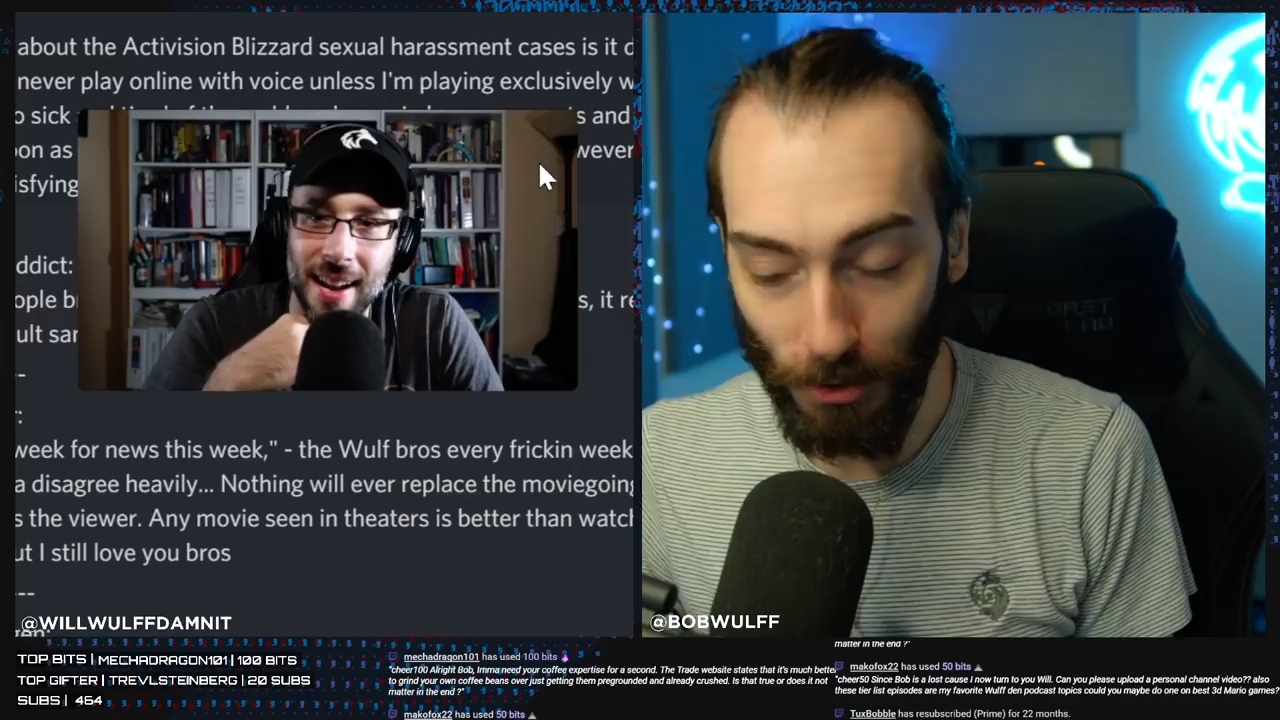 about the Activision Blizzard sexual harassment cases is it
never play online with voice unless I'm playing exclusively
sick
s and
oon as
wever
isfying
ddict:
ople
s, it
ult
week for news this week," - the Wulf bros every frickin week
a disagree heavily... Nothing will ever replace the moviegoing
s the viewer. Any movie seen in theaters is better than watch
ut I still love you bros
---
@WILLWULFFDAMNIT
@BOBWULFF
TOP BITS | MECHADRAGON101 | 100 BITS
TOP GIFTER | TREVLSTEINBERG | 20 SUBS
SUBS | 464
mechadragon101 has used 100 bits
"cheer100 Alright Bob, Imma need your coffee expertise for a second. The Trade website states that it's much better
to grind your own coffee beans over just getting them pregrounded and already crushed. Is that true or does it not
matter in the end ?"
makofox22 has used 50 bits
matter in the end ?"
makofox22 has used 50 bits
"cheer50 Since Bob is a lost cause I now turn to you Will. Can you please upload a personal channel video?? also
these tier list episodes are my favorite Wulff den podcast topics could you maybe do one on best 3d Mario games?
TuxBobble has resubscribed (Prime) for 22 months.